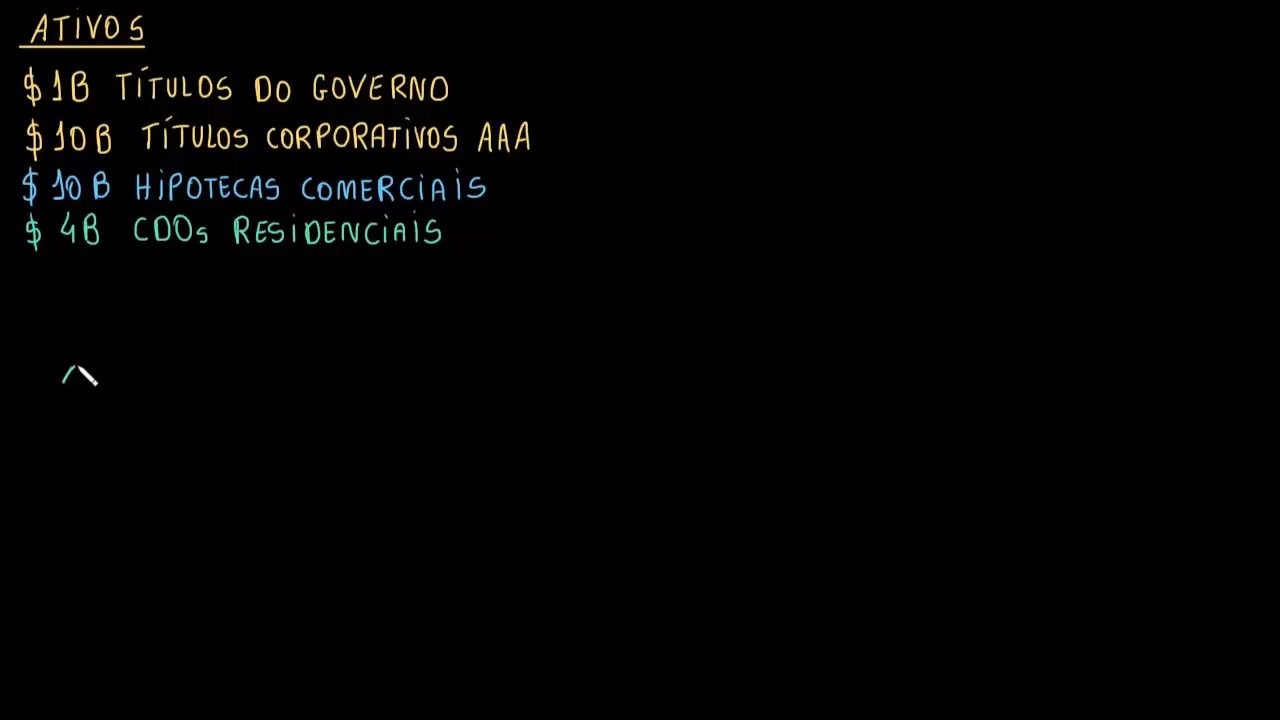 ATIVOS
$ 1B TÍTULOS DO GOVERNO
$ 10B TÍTULOS CORPORATIVOS AAA
$ 10B HIPOTECAS COMERCIAIS
$ 4B CDOs RESIDENCIAIS